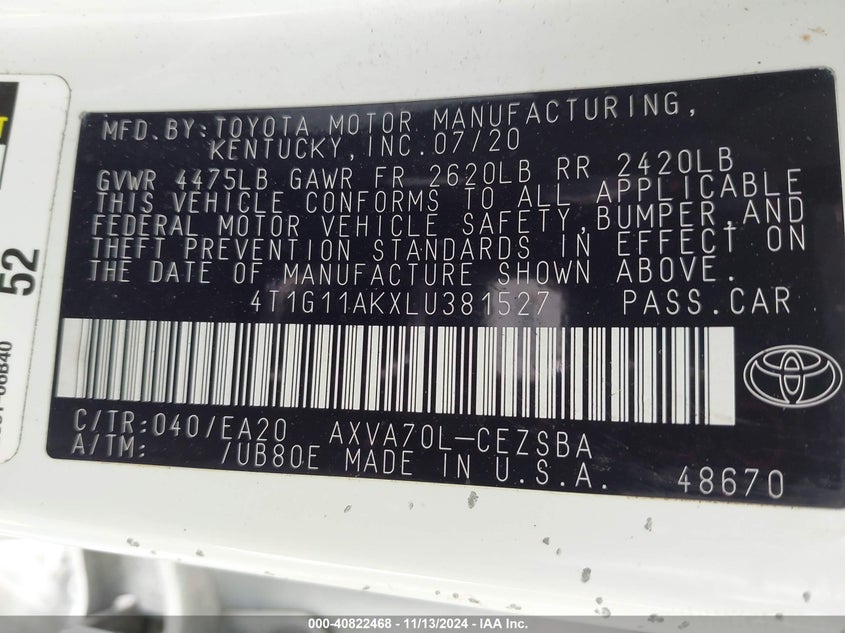 MFD. BY: TOYOTA MOTOR MANUFACTURING,
KENTUCKY, INC. 07/20
GVWR 4475LB GAWR FR 2620LB RR 2420LB
THIS VEHICLE CONFORMS TO ALL APPLICABLE
FEDERAL MOTOR VEHICLE SAFETY, BUMPER, AND
THEFT PREVENTION STANDARDS IN EFFECT ON
THE DATE OF MANUFACTURE SHOWN ABOVE.
4T1G11AKXLU381527 PASS. CAR
C/TR: 040/EA20 AXVA70L-CEZSBA
A/TM: /UB80E MADE IN U.S.A.
48670
52
000-40822468 - 11/13/2024 - IAA Inc.